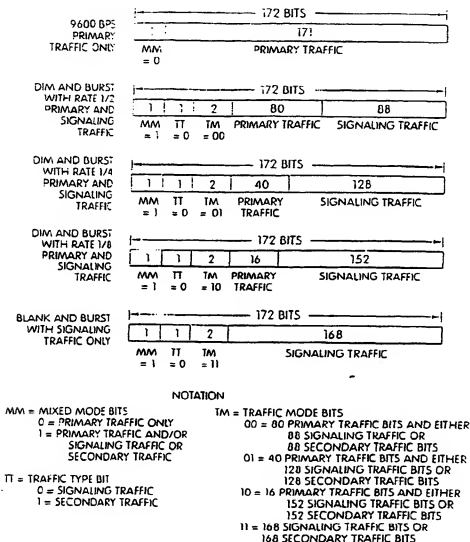 172 BITS
9600 BPS
PRIMARY
TRAFFIC ONLY
1 171
MM PRIMARY TRAFFIC
= 0
DIM AND BURST
WITH RATE 1/2
PRIMARY AND
SIGNALING
TRAFFIC
172 BITS
1 1 2 80 88
MM TT TM PRIMARY TRAFFIC SIGNALING TRAFFIC
= 1 = 0 = 00
DIM AND BURST
WITH RATE 1/4
PRIMARY AND
SIGNALING
TRAFFIC
172 BITS
1 1 2 40 128
MM TT TM PRIMARY SIGNALING TRAFFIC
= 1 = 0 = 01 TRAFFIC
DIM AND BURST
WITH RATE 1/8
PRIMARY AND
SIGNALING
TRAFFIC
172 BITS
1 1 2 16 152
MM TT TM PRIMARY SIGNALING TRAFFIC
= 1 = 0 = 10 TRAFFIC
BLANK AND BURST
WITH SIGNALING
TRAFFIC ONLY
172 BITS
1 1 2 168
MM TT TM SIGNALING TRAFFIC
= 1 = 0 = 11
NOTATION
MM = MIXED MODE BITS
0 = PRIMARY TRAFFIC ONLY
1 = PRIMARY TRAFFIC AND/OR
SIGNALING TRAFFIC OR
SECONDARY TRAFFIC
TT = TRAFFIC TYPE BIT
0 = SIGNALING TRAFFIC
1 = SECONDARY TRAFFIC
TM = TRAFFIC MODE BITS
00 = 80 PRIMARY TRAFFIC BITS AND EITHER
88 SIGNALING TRAFFIC OR
88 SECONDARY TRAFFIC BITS
01 = 40 PRIMARY TRAFFIC BITS AND EITHER
128 SIGNALING TRAFFIC BITS OR
128 SECONDARY TRAFFIC BITS
10 = 16 PRIMARY TRAFFIC BITS AND EITHER
152 SIGNALING TRAFFIC BITS OR
152 SECONDARY TRAFFIC BITS
11 = 168 SIGNALING TRAFFIC BITS OR
168 SECONDARY TRAFFIC BITS